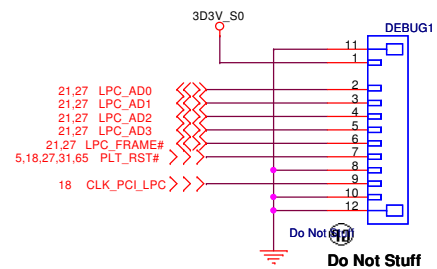 3D3V_S0
DEBUG1
11
1
21,27 LPC_AD0 2
21,27 LPC_AD1 3
21,27 LPC_AD2 4
21,27 LPC_AD3 5
21,27 LPC_FRAME# 6
5,18,27,31,65 PLT_RST# 7
8
18 CLK_PCI_LPC 9
10
12
Do Not Stuff
Do Not Stuff